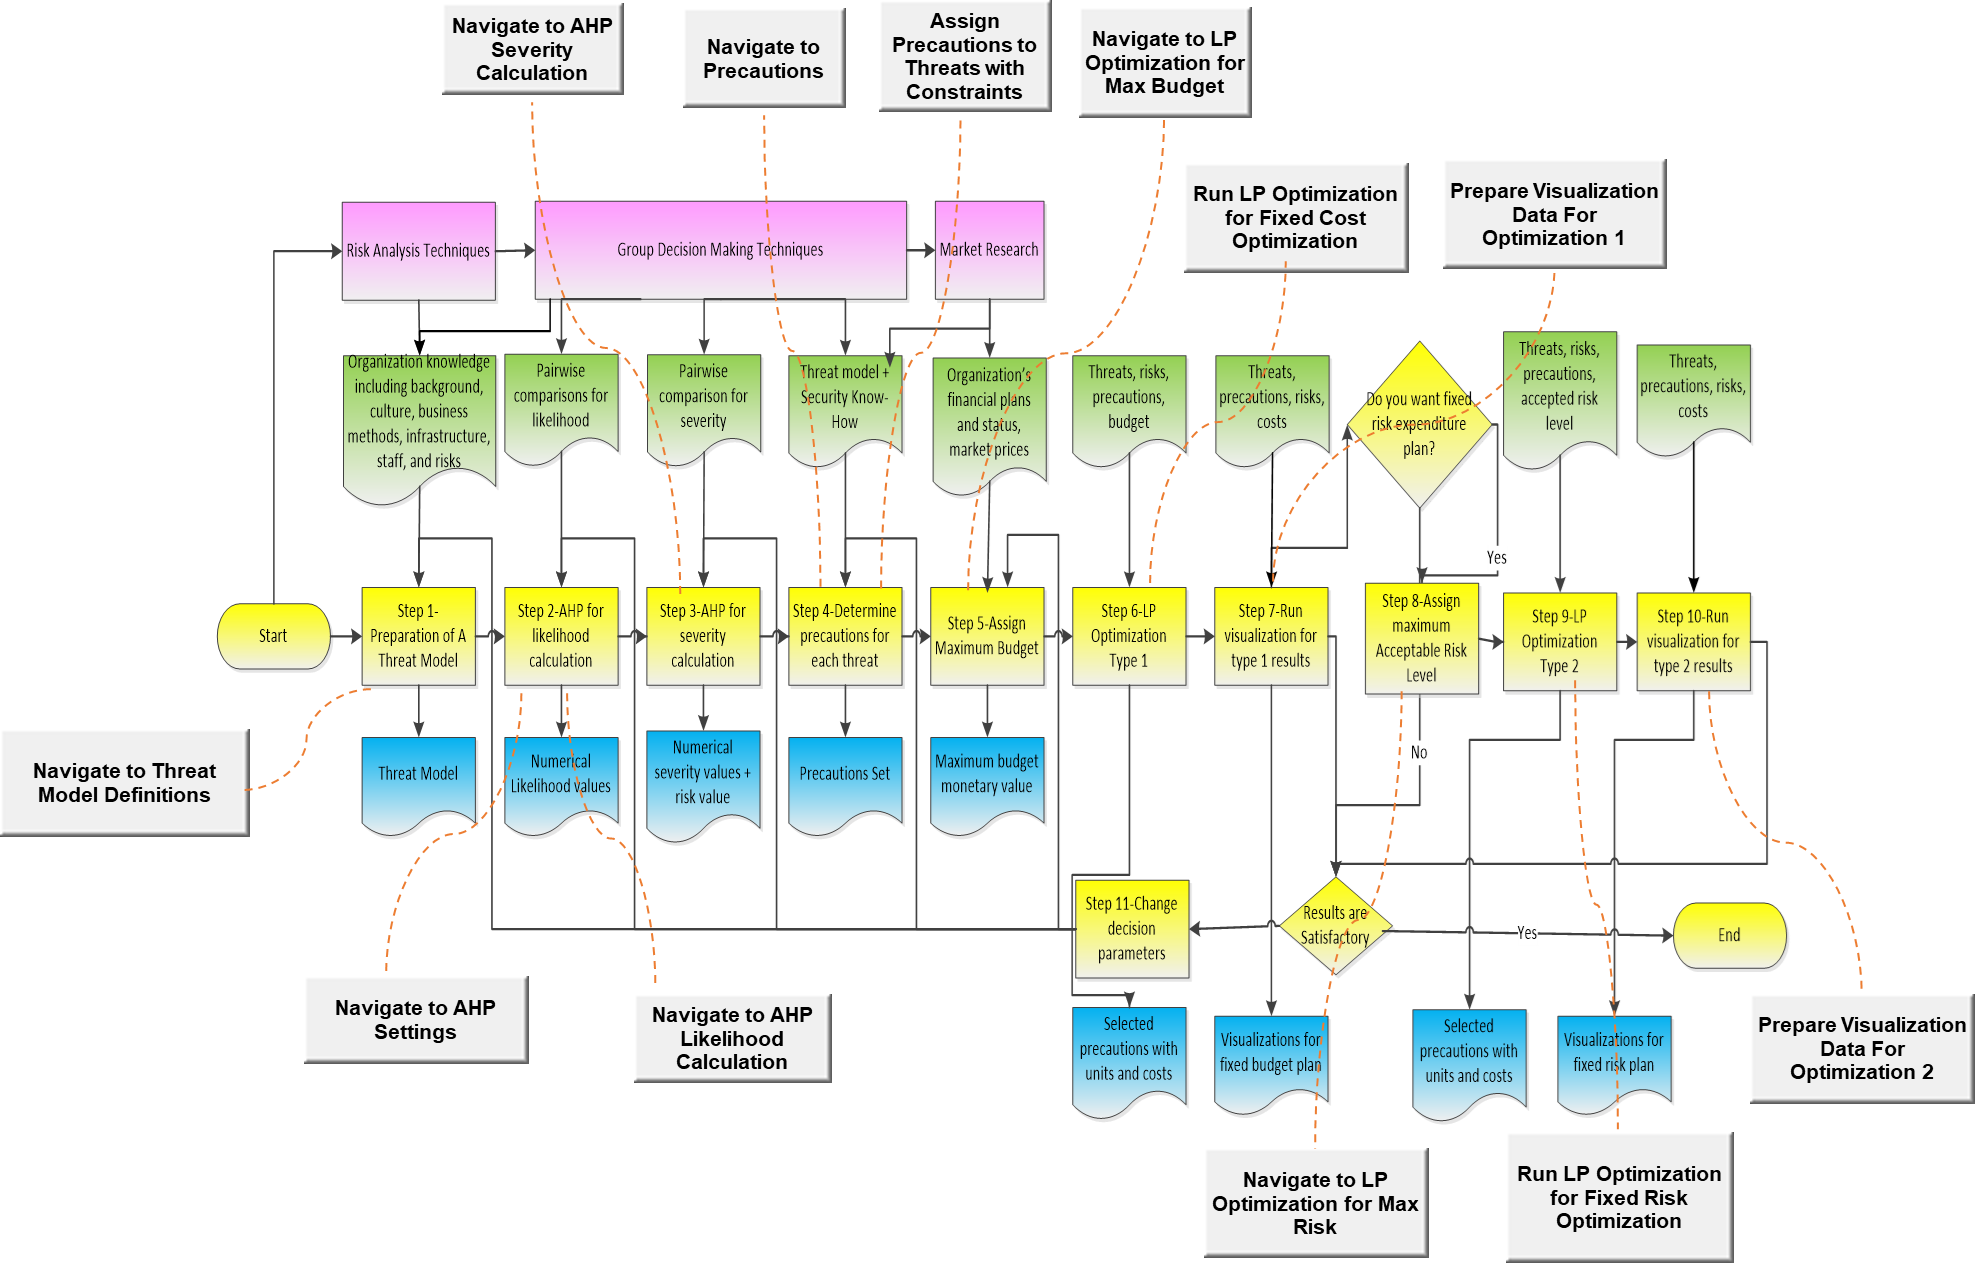 Navigate to AHP
Severity
Calculation
Navigate to
Precautions
Assign
Precautions to
Threats with
Constraints
Navigate to LP
Optimization for
Max Budget
Run LP Optimization
for Fixed Cost
Optimization
Prepare Visualization
Data For
Optimization 1
Risk Analysis Techniques
Group Decision Making Techniques
Market Research
Organization knowledge
including background,
culture, business
methods, infrastructure,
staff, and risks
Pairwise
comparisons for
likelihood
Pairwise
comparison for
severity
Threat model +
Security Know-
How
Organization's
financial plans
and status,
market prices
Threats, risks,
precautions,
budget
Threats,
precautions, risks,
costs
Do you want fixed
risk expenditure
plan?
Threats, risks,
precautions,
accepted risk
level
Threats,
precautions, risks,
costs
Yes
Start
Step 1-
Preparation of A
Threat Model
Step 2-AHP for
likelihood
calculation
Step 3-AHP for
severity
calculation
Step 4-Determine
precautions for
each threat
Step 5-Assign
Maximum Budget
Step 6-LP
Optimization
Type 1
Step 7-Run
visualization for
type 1 results
Step 8-Assign
maximum
Acceptable Risk
Level
Step 9-LP
Optimization
Type 2
Step 10-Run
visualization for
type 2 results
No
Navigate to Threat
Model Definitions
Threat Model
Numerical
Likelihood values
Numerical
severity values +
risk value
Precautions Set
Maximum budget
monetary value
Step 11-Change
decision
parameters
Results are
Satisfactory
Yes
End
Navigate to AHP
Settings
Navigate to AHP
Likelihood
Calculation
Selected
precautions with
units and costs
Visualizations for
fixed budget plan
Selected
precautions with
units and costs
Visualizations for
fixed risk plan
Prepare Visualization
Data For
Optimization 2
Navigate to LP
Optimization for Max
Risk
Run LP Optimization
for Fixed Risk
Optimization